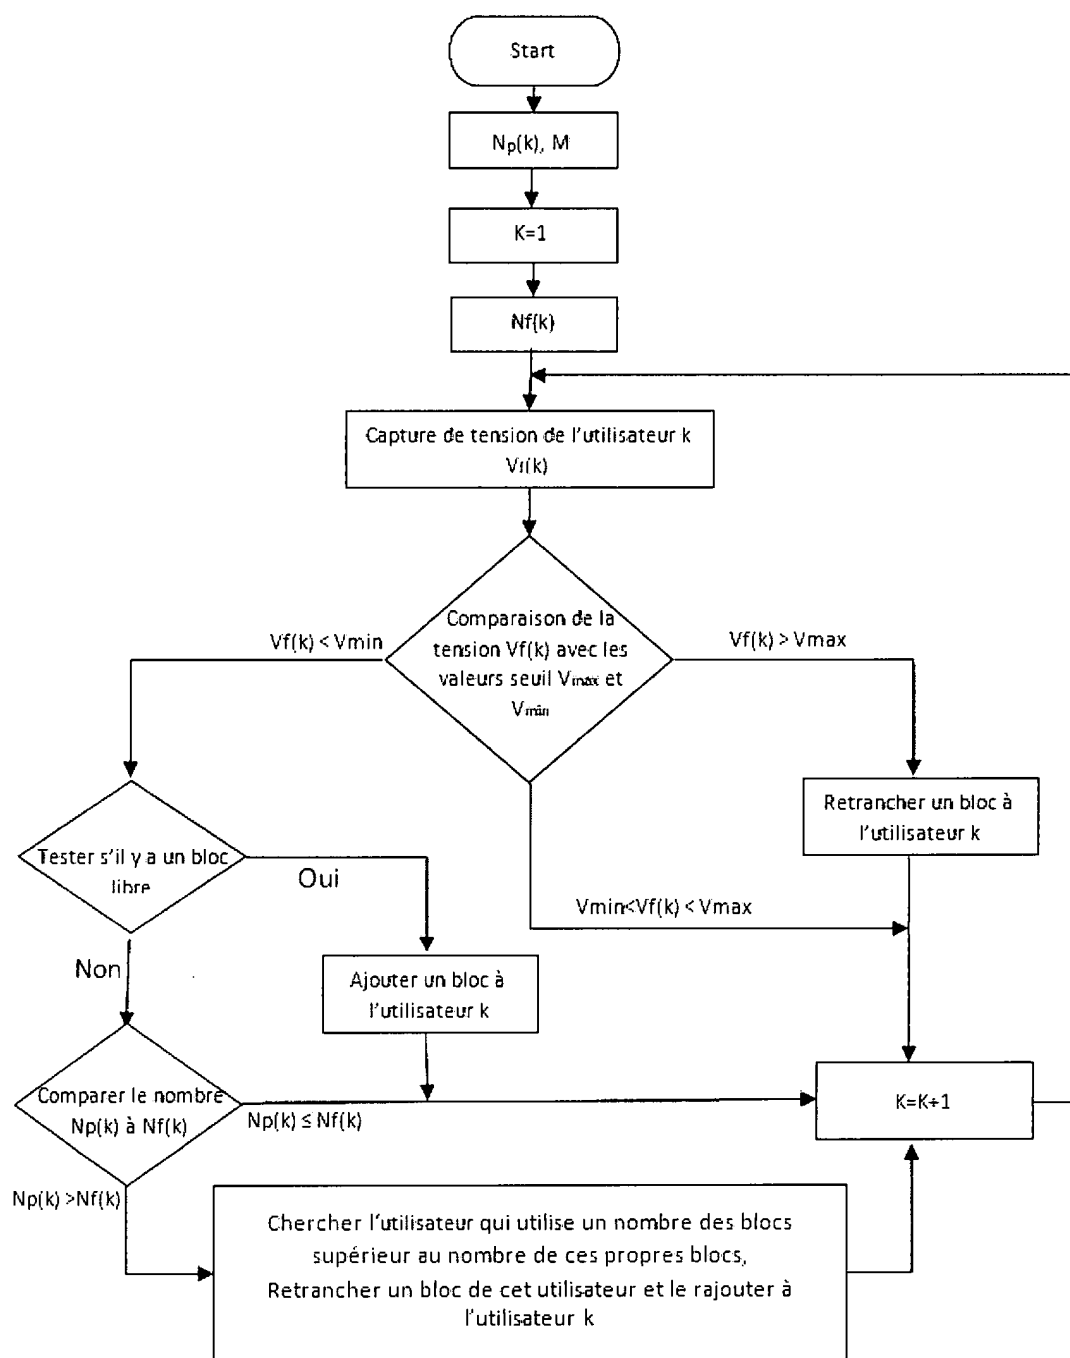 Start
Np(k), M
K=1
Nf(k)
Capture de tension de l'utilisateur k
Vf(k)
Comparaison de la
tension Vf(k) avec les
valeurs seuil Vmax et
Vmin
Vf(k) < Vmin
Vf(k) > Vmax
Retrancher un bloc à
l'utilisateur k
Tester s'il y a un bloc
libre
Oui
Vmin<Vf(k) < Vmax
Non
Ajouter un bloc à
l'utilisateur k
Comparer le nombre
Np(k) à Nf(k)
Np(k) ≤ Nf(k)
K=K+1
Np(k) >Nf(k)
Chercher l'utilisateur qui utilise un nombre des blocs
supérieur au nombre de ces propres blocs,
Retrancher un bloc de cet utilisateur et le rajouter à
l'utilisateur k